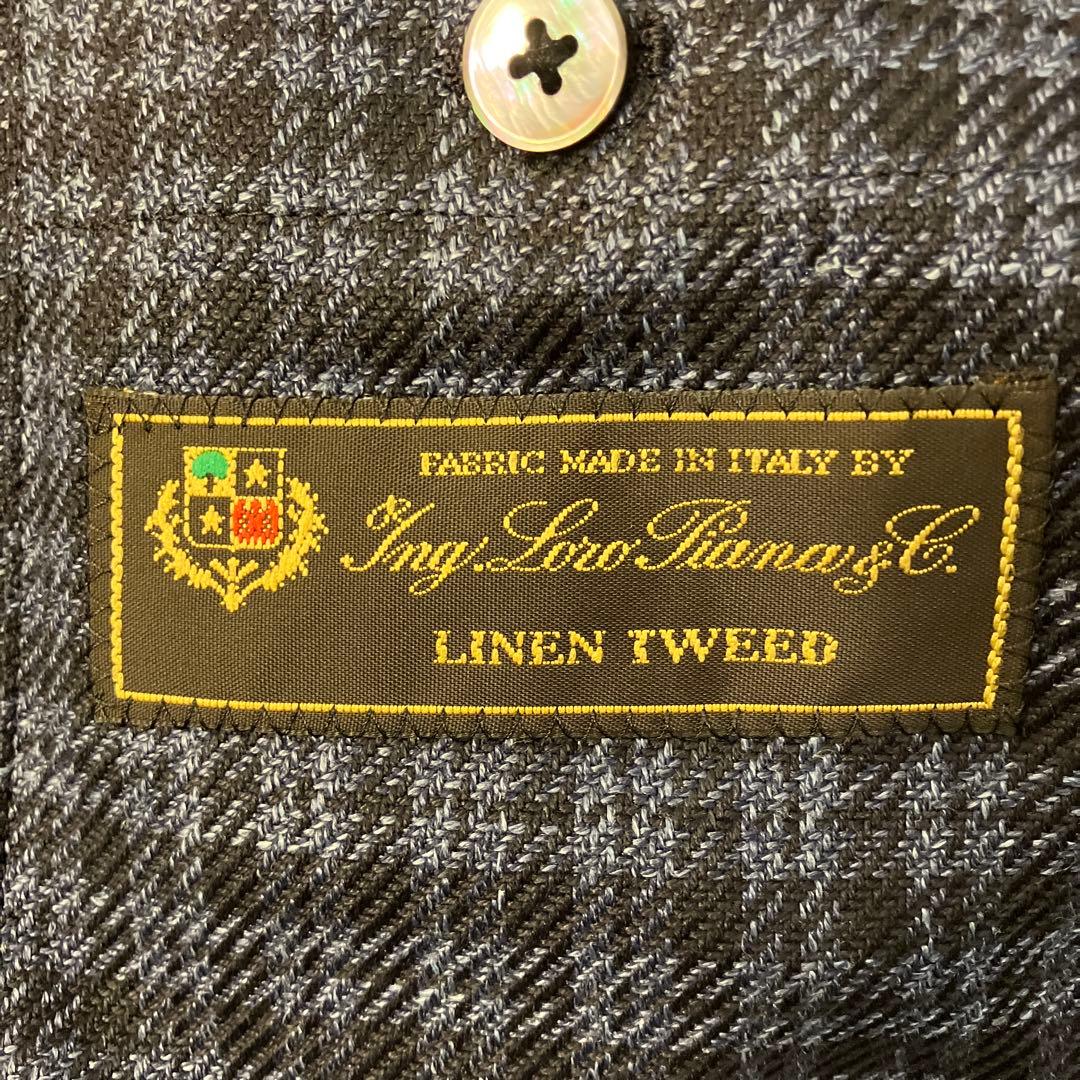 FABRIC MADE IN ITALY BY
Ing. Loro Piana & C.
LINEN TWEED